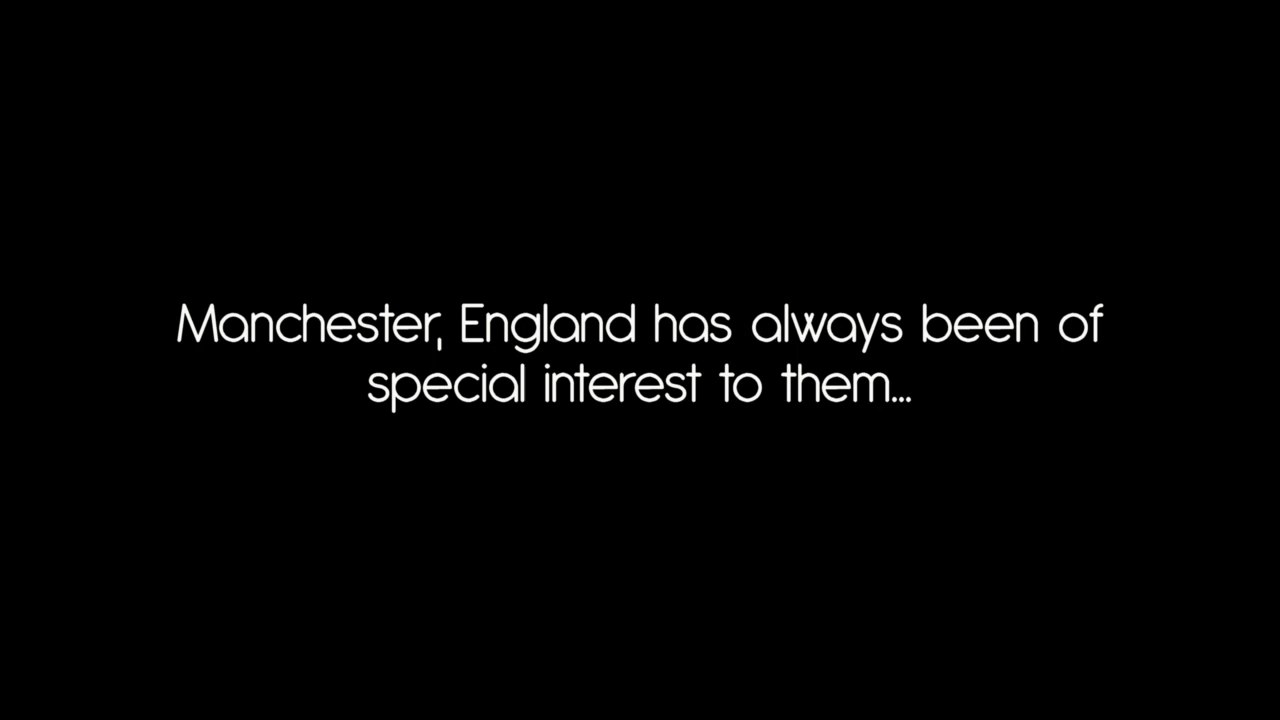 Manchester, England has always been of
special interest to them...